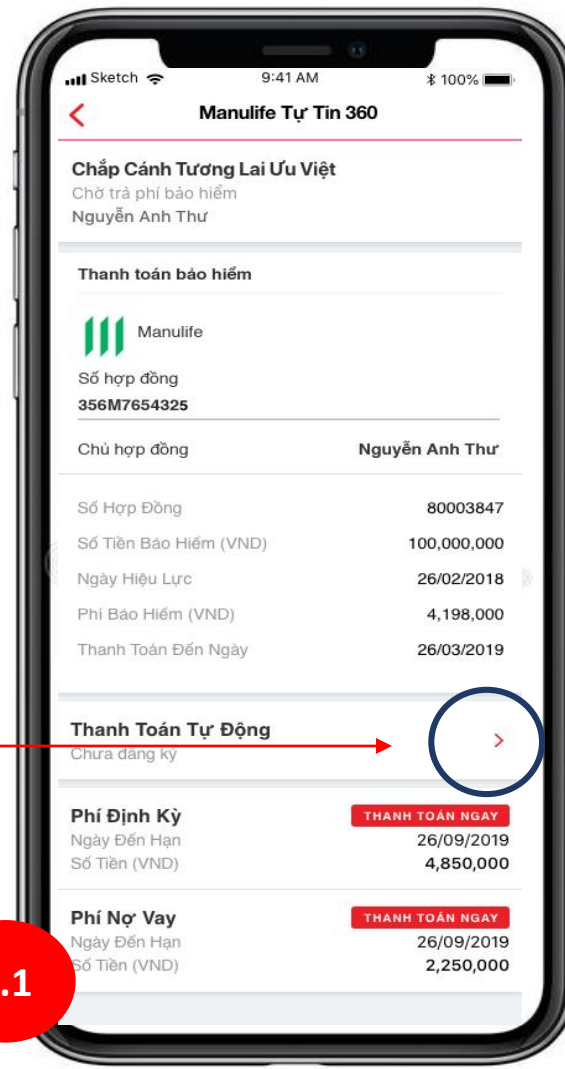 Sketch 9:41 AM 100%
Manulife Tự Tin 360
Chắp Cánh Tương Lai Ưu Việt
Chờ trả phí bảo hiểm
Nguyễn Anh Thư
Thanh toán bảo hiểm
Manulife
Số hợp đồng
356M7654325
Chủ hợp đồng Nguyễn Anh Thư
Số Hợp Đồng 80003847
Số Tiền Bảo Hiểm (VND) 100,000,000
Ngày Hiệu Lực 26/02/2018
Phí Bảo Hiểm (VND) 4,198,000
Thanh Toán Đến Ngày 26/03/2019
Thanh Toán Tự Động
Chưa đăng ký
Phí Định Kỳ THANH TOÁN NGAY
Ngày Đến Hạn 26/09/2019
Số Tiền (VND) 4,850,000
Phí Nợ Vay THANH TOÁN NGAY
Ngày Đến Hạn 26/09/2019
Số Tiền (VND) 2,250,000
.1